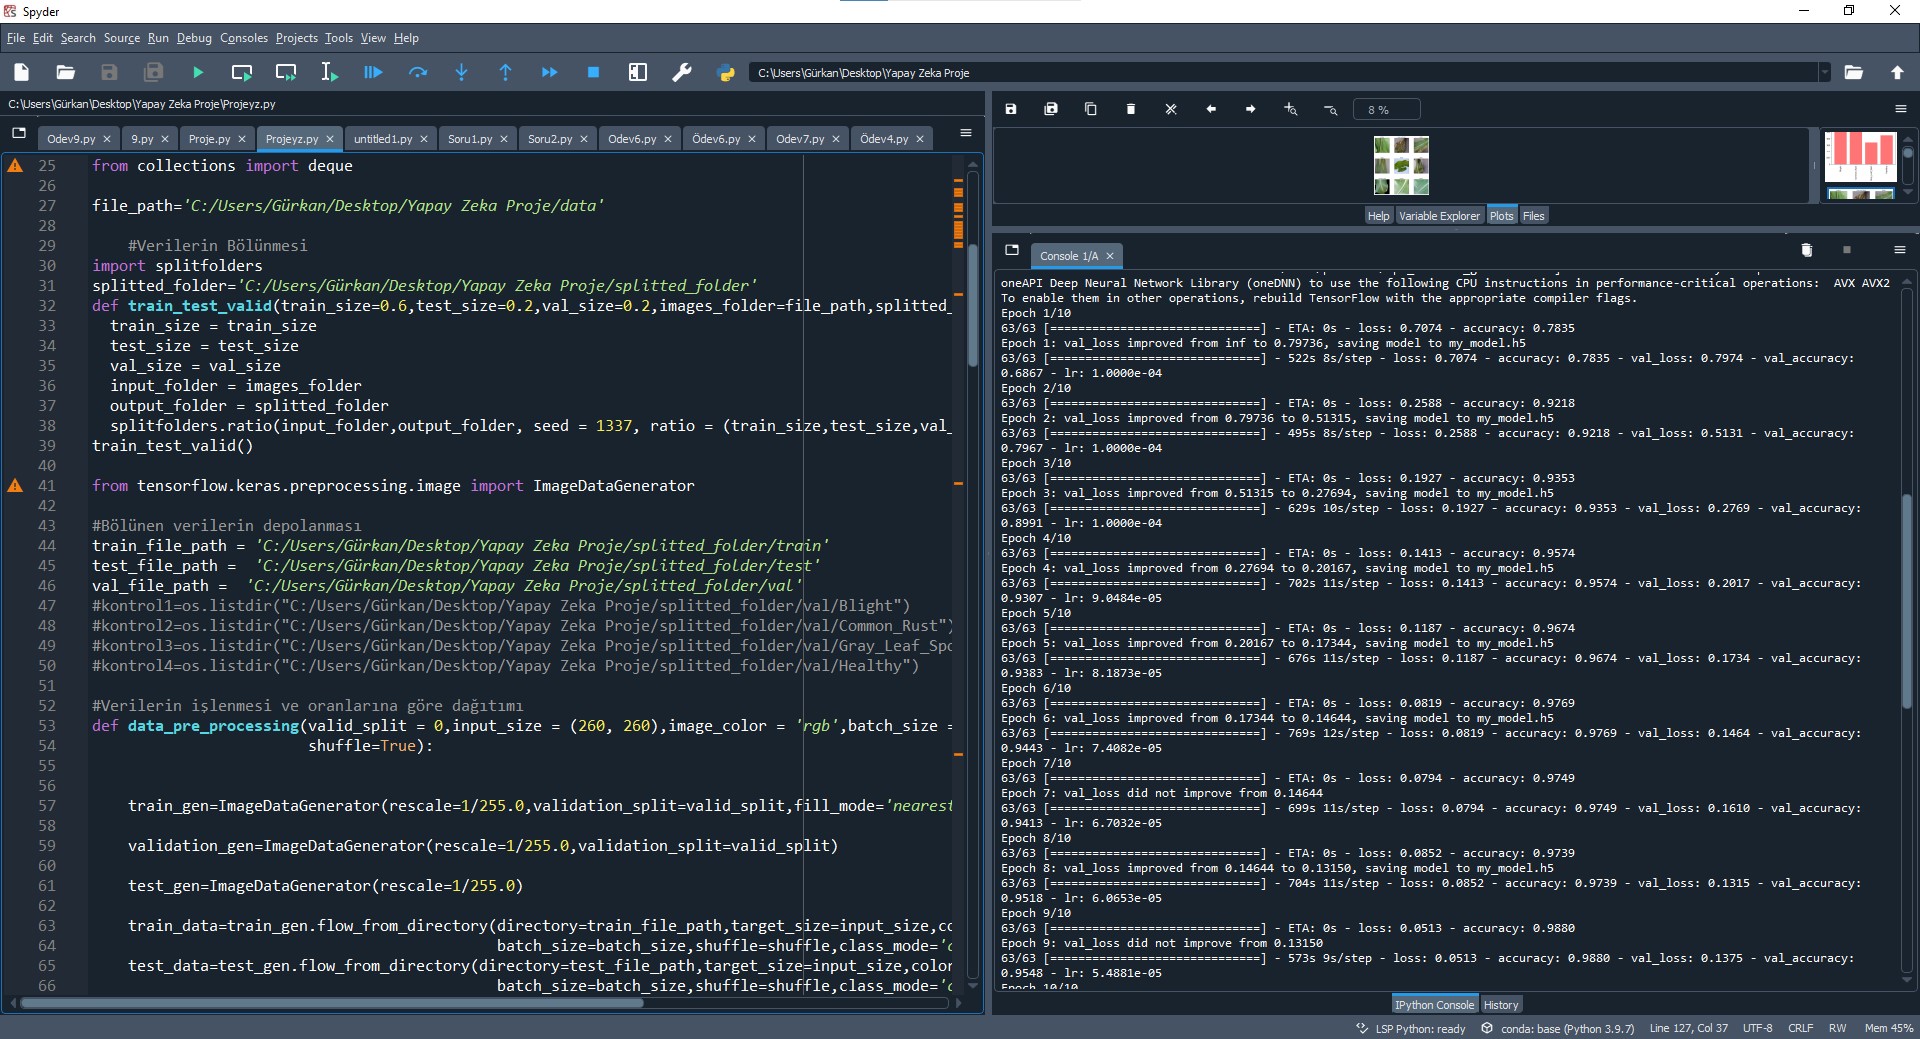 Spyder
File Edit Search Source Run Debug Consoles Projects Tools View Help
C:\Users\Gürkan\Desktop\Yapay Zeka Proje
C:\Users\Gürkan\Desktop\Yapay Zeka Proje\Projeyz.py
Odev9.py 9.py Proje.py Projeyz.py untitled1.py Soru1.py Soru2.py Odev6.py Ödev6.py Odev7.py Ödev4.py
25 from collections import deque
26
27 file_path='C:/Users/Gürkan/Desktop/Yapay Zeka Proje/data'
28
29 #Verilerin Bölünmesi
30 import splitfolders
31 splitted_folder='C:/Users/Gürkan/Desktop/Yapay Zeka Proje/splitted_folder'
32 def train_test_valid(train_size=0.6,test_size=0.2,val_size=0.2,images_folder=file_path,splitted_
33 train_size = train_size
34 test_size = test_size
35 val_size = val_size
36 input_folder = images_folder
37 output_folder = splitted_folder
38 splitfolders.ratio(input_folder,output_folder, seed = 1337, ratio = (train_size,test_size,val_
39 train_test_valid()
40
41 from tensorflow.keras.preprocessing.image import ImageDataGenerator
42
43 #Bölünen verilerin depolanması
44 train_file_path = 'C:/Users/Gürkan/Desktop/Yapay Zeka Proje/splitted_folder/train'
45 test_file_path = 'C:/Users/Gürkan/Desktop/Yapay Zeka Proje/splitted_folder/test'
46 val_file_path = 'C:/Users/Gürkan/Desktop/Yapay Zeka Proje/splitted_folder/val'
47 #kontrol1=os.listdir("C:/Users/Gürkan/Desktop/Yapay Zeka Proje/splitted_folder/val/Blight")
48 #kontrol2=os.listdir("C:/Users/Gürkan/Desktop/Yapay Zeka Proje/splitted_folder/val/Common_Rust")
49 #kontrol3=os.listdir("C:/Users/Gürkan/Desktop/Yapay Zeka Proje/splitted_folder/val/Gray_Leaf_Spo
50 #kontrol4=os.listdir("C:/Users/Gürkan/Desktop/Yapay Zeka Proje/splitted_folder/val/Healthy")
51
52 #Verilerin işlenmesi ve oranlarına göre dağıtımı
53 def data_pre_processing(valid_split = 0,input_size = (260, 260),image_color = 'rgb',batch_size =
54 shuffle=True):
55
56
57 train_gen=ImageDataGenerator(rescale=1/255.0,validation_split=valid_split,fill_mode='nearest
58
59 validation_gen=ImageDataGenerator(rescale=1/255.0,validation_split=valid_split)
60
61 test_gen=ImageDataGenerator(rescale=1/255.0)
62
63 train_data=train_gen.flow_from_directory(directory=train_file_path,target_size=input_size,co
64 batch_size=batch_size,shuffle=shuffle,class_mode='c
65 test_data=test_gen.flow_from_directory(directory=test_file_path,target_size=input_size,color
66 batch_size=batch_size,shuffle=shuffle,class_mode='c
8 %
Help Variable Explorer Plots Files
Console 1/A
oneAPI Deep Neural Network Library (oneDNN) to use the following CPU instructions in performance-critical operations:  AVX AVX2
To enable them in other operations, rebuild TensorFlow with the appropriate compiler flags.
Epoch 1/10
63/63 [==============================] - ETA: 0s - loss: 0.7074 - accuracy: 0.7835
Epoch 1: val_loss improved from inf to 0.79736, saving model to my_model.h5
63/63 [==============================] - 522s 8s/step - loss: 0.7074 - accuracy: 0.7835 - val_loss: 0.7974 - val_accuracy:
0.6867 - lr: 1.0000e-04
Epoch 2/10
63/63 [==============================] - ETA: 0s - loss: 0.2588 - accuracy: 0.9218
Epoch 2: val_loss improved from 0.79736 to 0.51315, saving model to my_model.h5
63/63 [==============================] - 495s 8s/step - loss: 0.2588 - accuracy: 0.9218 - val_loss: 0.5131 - val_accuracy:
0.7967 - lr: 1.0000e-04
Epoch 3/10
63/63 [==============================] - ETA: 0s - loss: 0.1927 - accuracy: 0.9353
Epoch 3: val_loss improved from 0.51315 to 0.27694, saving model to my_model.h5
63/63 [==============================] - 629s 10s/step - loss: 0.1927 - accuracy: 0.9353 - val_loss: 0.2769 - val_accuracy:
0.8991 - lr: 1.0000e-04
Epoch 4/10
63/63 [==============================] - ETA: 0s - loss: 0.1413 - accuracy: 0.9574
Epoch 4: val_loss improved from 0.27694 to 0.20167, saving model to my_model.h5
63/63 [==============================] - 702s 11s/step - loss: 0.1413 - accuracy: 0.9574 - val_loss: 0.2017 - val_accuracy:
0.9307 - lr: 9.0484e-05
Epoch 5/10
63/63 [==============================] - ETA: 0s - loss: 0.1187 - accuracy: 0.9674
Epoch 5: val_loss improved from 0.20167 to 0.17344, saving model to my_model.h5
63/63 [==============================] - 676s 11s/step - loss: 0.1187 - accuracy: 0.9674 - val_loss: 0.1734 - val_accuracy:
0.9383 - lr: 8.1873e-05
Epoch 6/10
63/63 [==============================] - ETA: 0s - loss: 0.0819 - accuracy: 0.9769
Epoch 6: val_loss improved from 0.17344 to 0.14644, saving model to my_model.h5
63/63 [==============================] - 769s 12s/step - loss: 0.0819 - accuracy: 0.9769 - val_loss: 0.1464 - val_accuracy:
0.9443 - lr: 7.4082e-05
Epoch 7/10
63/63 [==============================] - ETA: 0s - loss: 0.0794 - accuracy: 0.9749
Epoch 7: val_loss did not improve from 0.14644
63/63 [==============================] - 699s 11s/step - loss: 0.0794 - accuracy: 0.9749 - val_loss: 0.1610 - val_accuracy:
0.9413 - lr: 6.7032e-05
Epoch 8/10
63/63 [==============================] - ETA: 0s - loss: 0.0852 - accuracy: 0.9739
Epoch 8: val_loss improved from 0.14644 to 0.13150, saving model to my_model.h5
63/63 [==============================] - 704s 11s/step - loss: 0.0852 - accuracy: 0.9739 - val_loss: 0.1315 - val_accuracy:
0.9518 - lr: 6.0653e-05
Epoch 9/10
63/63 [==============================] - ETA: 0s - loss: 0.0513 - accuracy: 0.9880
Epoch 9: val_loss did not improve from 0.13150
63/63 [==============================] - 573s 9s/step - loss: 0.0513 - accuracy: 0.9880 - val_loss: 0.1375 - val_accuracy:
0.9548 - lr: 5.4881e-05
Epoch 10/10
IPython Console History
LSP Python: ready conda: base (Python 3.9.7) Line 127, Col 37 UTF-8 CRLF RW Mem 45%